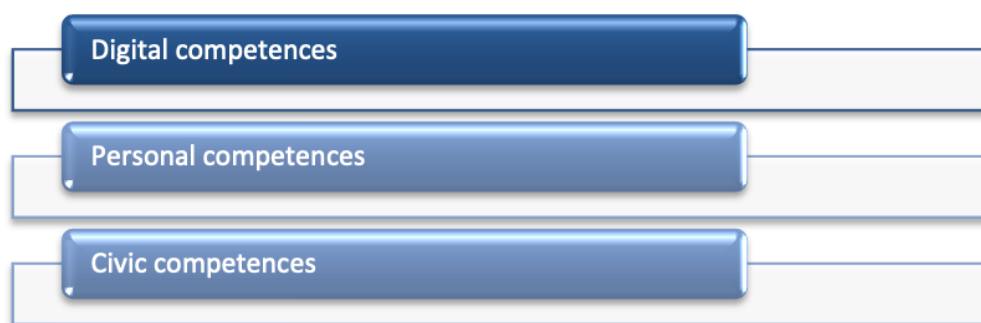 Digital competences
Personal competences
Civic competences